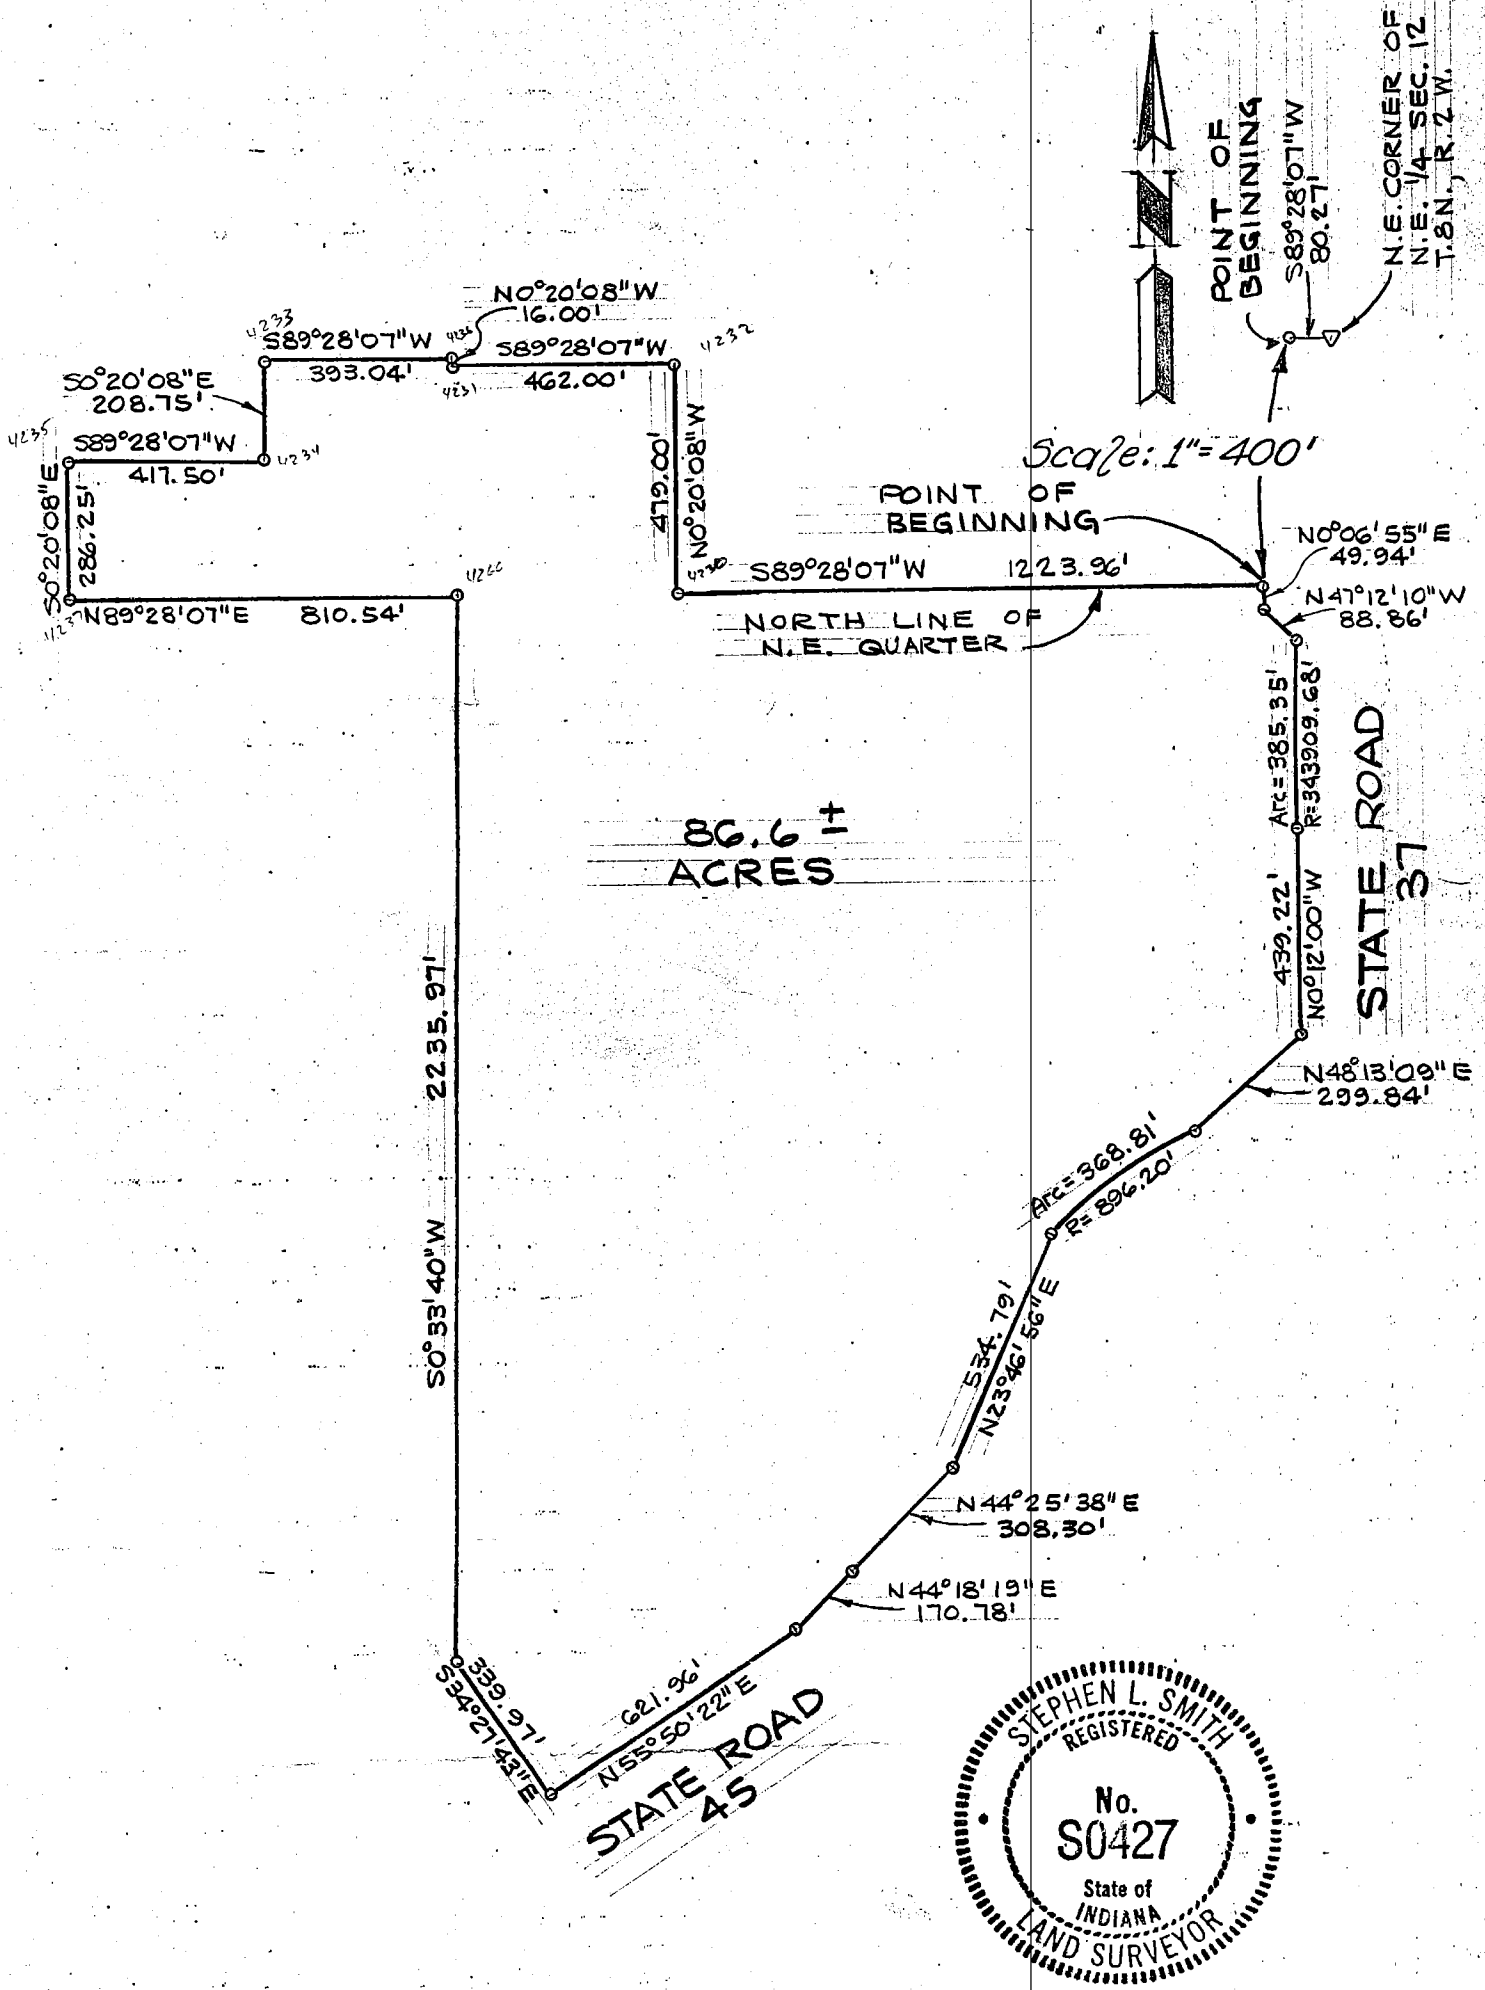 POINT OF
BEGINNING
S89°28'07"W
80.27'
N.E. CORNER OF
N.E. 1/4 SEC. 12
T.8N., R.2W.
N
Scale: 1"=400'
N0°20'08"W
16.00'
4233
S89°28'07"W
393.04'
4231
S89°28'07"W
462.00'
4232
S0°20'08"E
208.75'
4235
S89°28'07"W
417.50'
4234
S0°20'08"E
286.25'
N89°28'07"E 810.54'
479.00'
N0°20'08"W
4230
POINT OF
BEGINNING
S89°28'07"W 1223.96'
NORTH LINE OF
N.E. QUARTER
N0°06'55"E
49.94'
N47°12'10"W
88.86'
Arc=385.35'
R=343909.68'
439.22'
N0°12'00"W
STATE ROAD
37
86.6 ±
ACRES
S0°33'40"W 2235.97'
N48°13'09"E
299.84'
Arc=368.81'
R=896.20'
534.79'
N23°46'56"E
N44°25'38"E
308.30'
N44°18'19"E
170.78'
339.97'
S34°27'43"E
621.96'
N55°50'22"E
STATE ROAD
45
STEPHEN L. SMITH
REGISTERED
No.
S0427
State of
INDIANA
LAND SURVEYOR